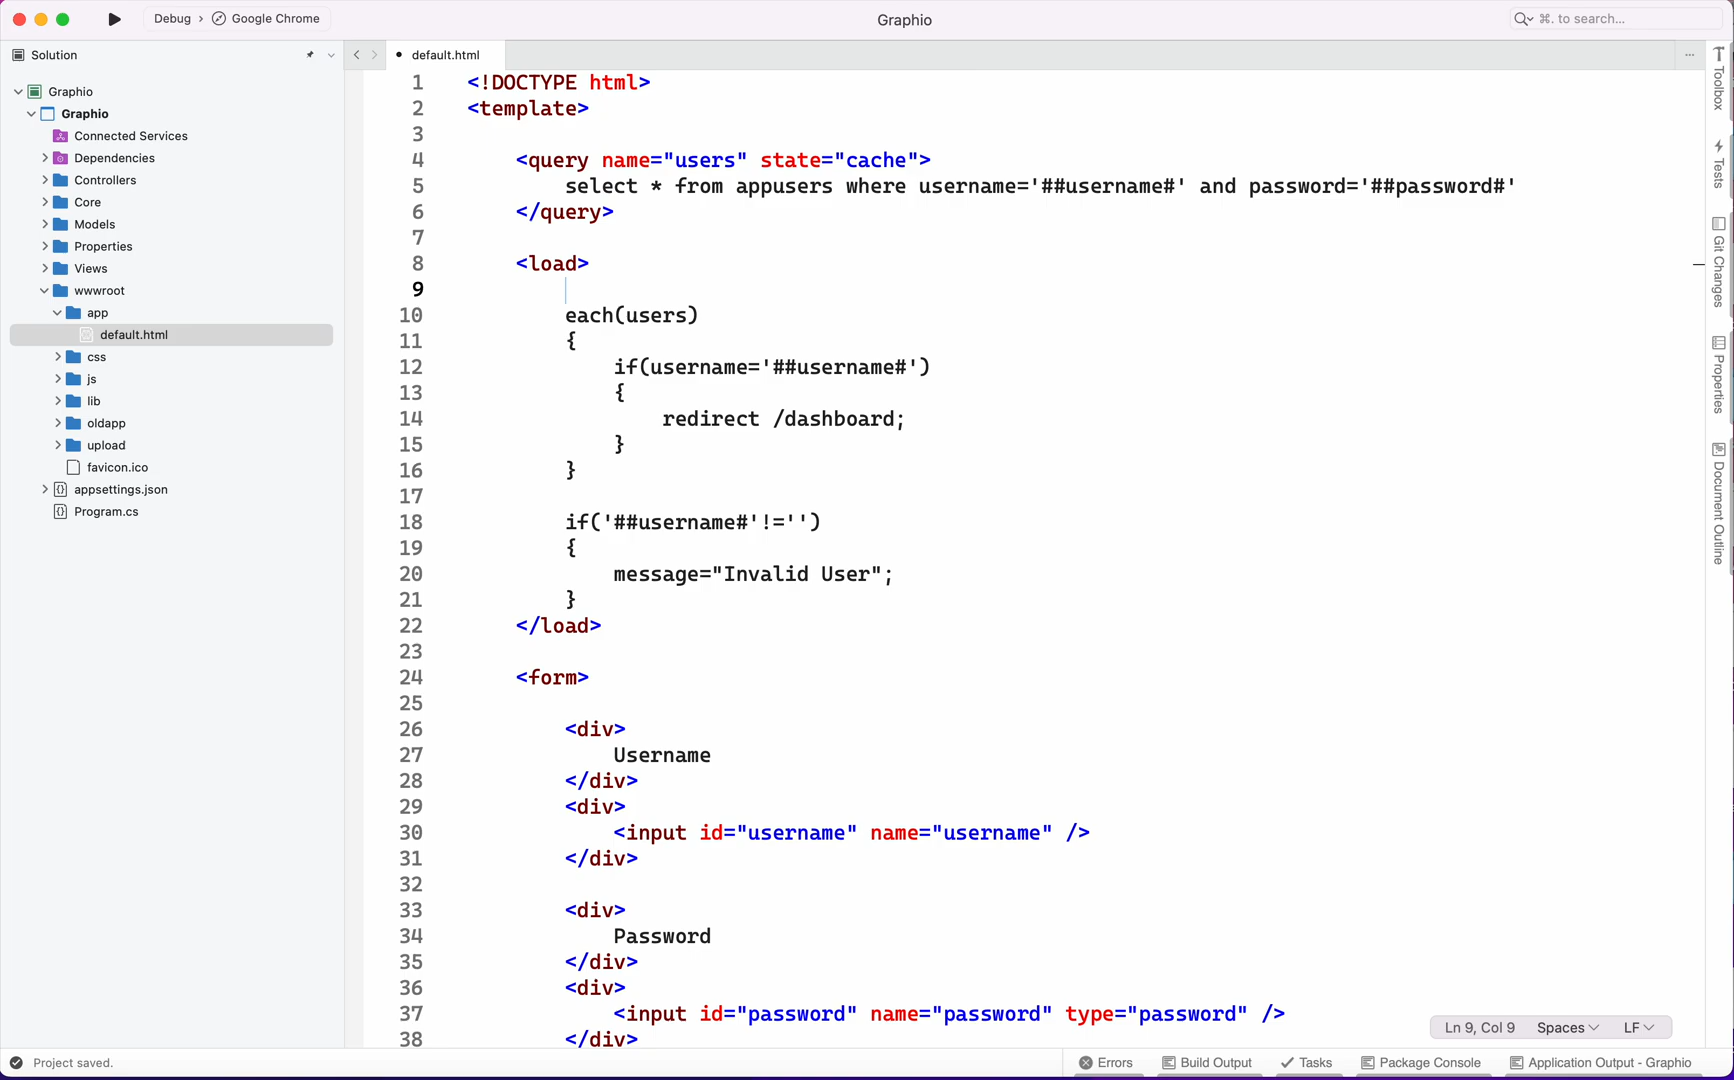 Debug › Google Chrome
Graphio
⌘. to search...
Solution
default.html
Graphio
Graphio
Connected Services
Dependencies
Controllers
Core
Models
Properties
Views
wwwroot
app
default.html
css
js
lib
oldapp
upload
favicon.ico
appsettings.json
Program.cs
1 <!DOCTYPE html>
2 <template>
3
4 <query name="users" state="cache">
5 select * from appusers where username='##username#' and password='##password#'
6 </query>
7
8 <load>
9
10 each(users)
11 {
12 if(username='##username#')
13 {
14 redirect /dashboard;
15 }
16 }
17
18 if('##username#'!='')
19 {
20 message="Invalid User";
21 }
22 </load>
23
24 <form>
25
26 <div>
27 Username
28 </div>
29 <div>
30 <input id="username" name="username" />
31 </div>
32
33 <div>
34 Password
35 </div>
36 <div>
37 <input id="password" name="password" type="password" />
38 </div>
Toolbox
Tests
Git Changes
Properties
Document Outline
Ln 9, Col 9 Spaces LF
Project saved.
Errors Build Output Tasks Package Console Application Output - Graphio